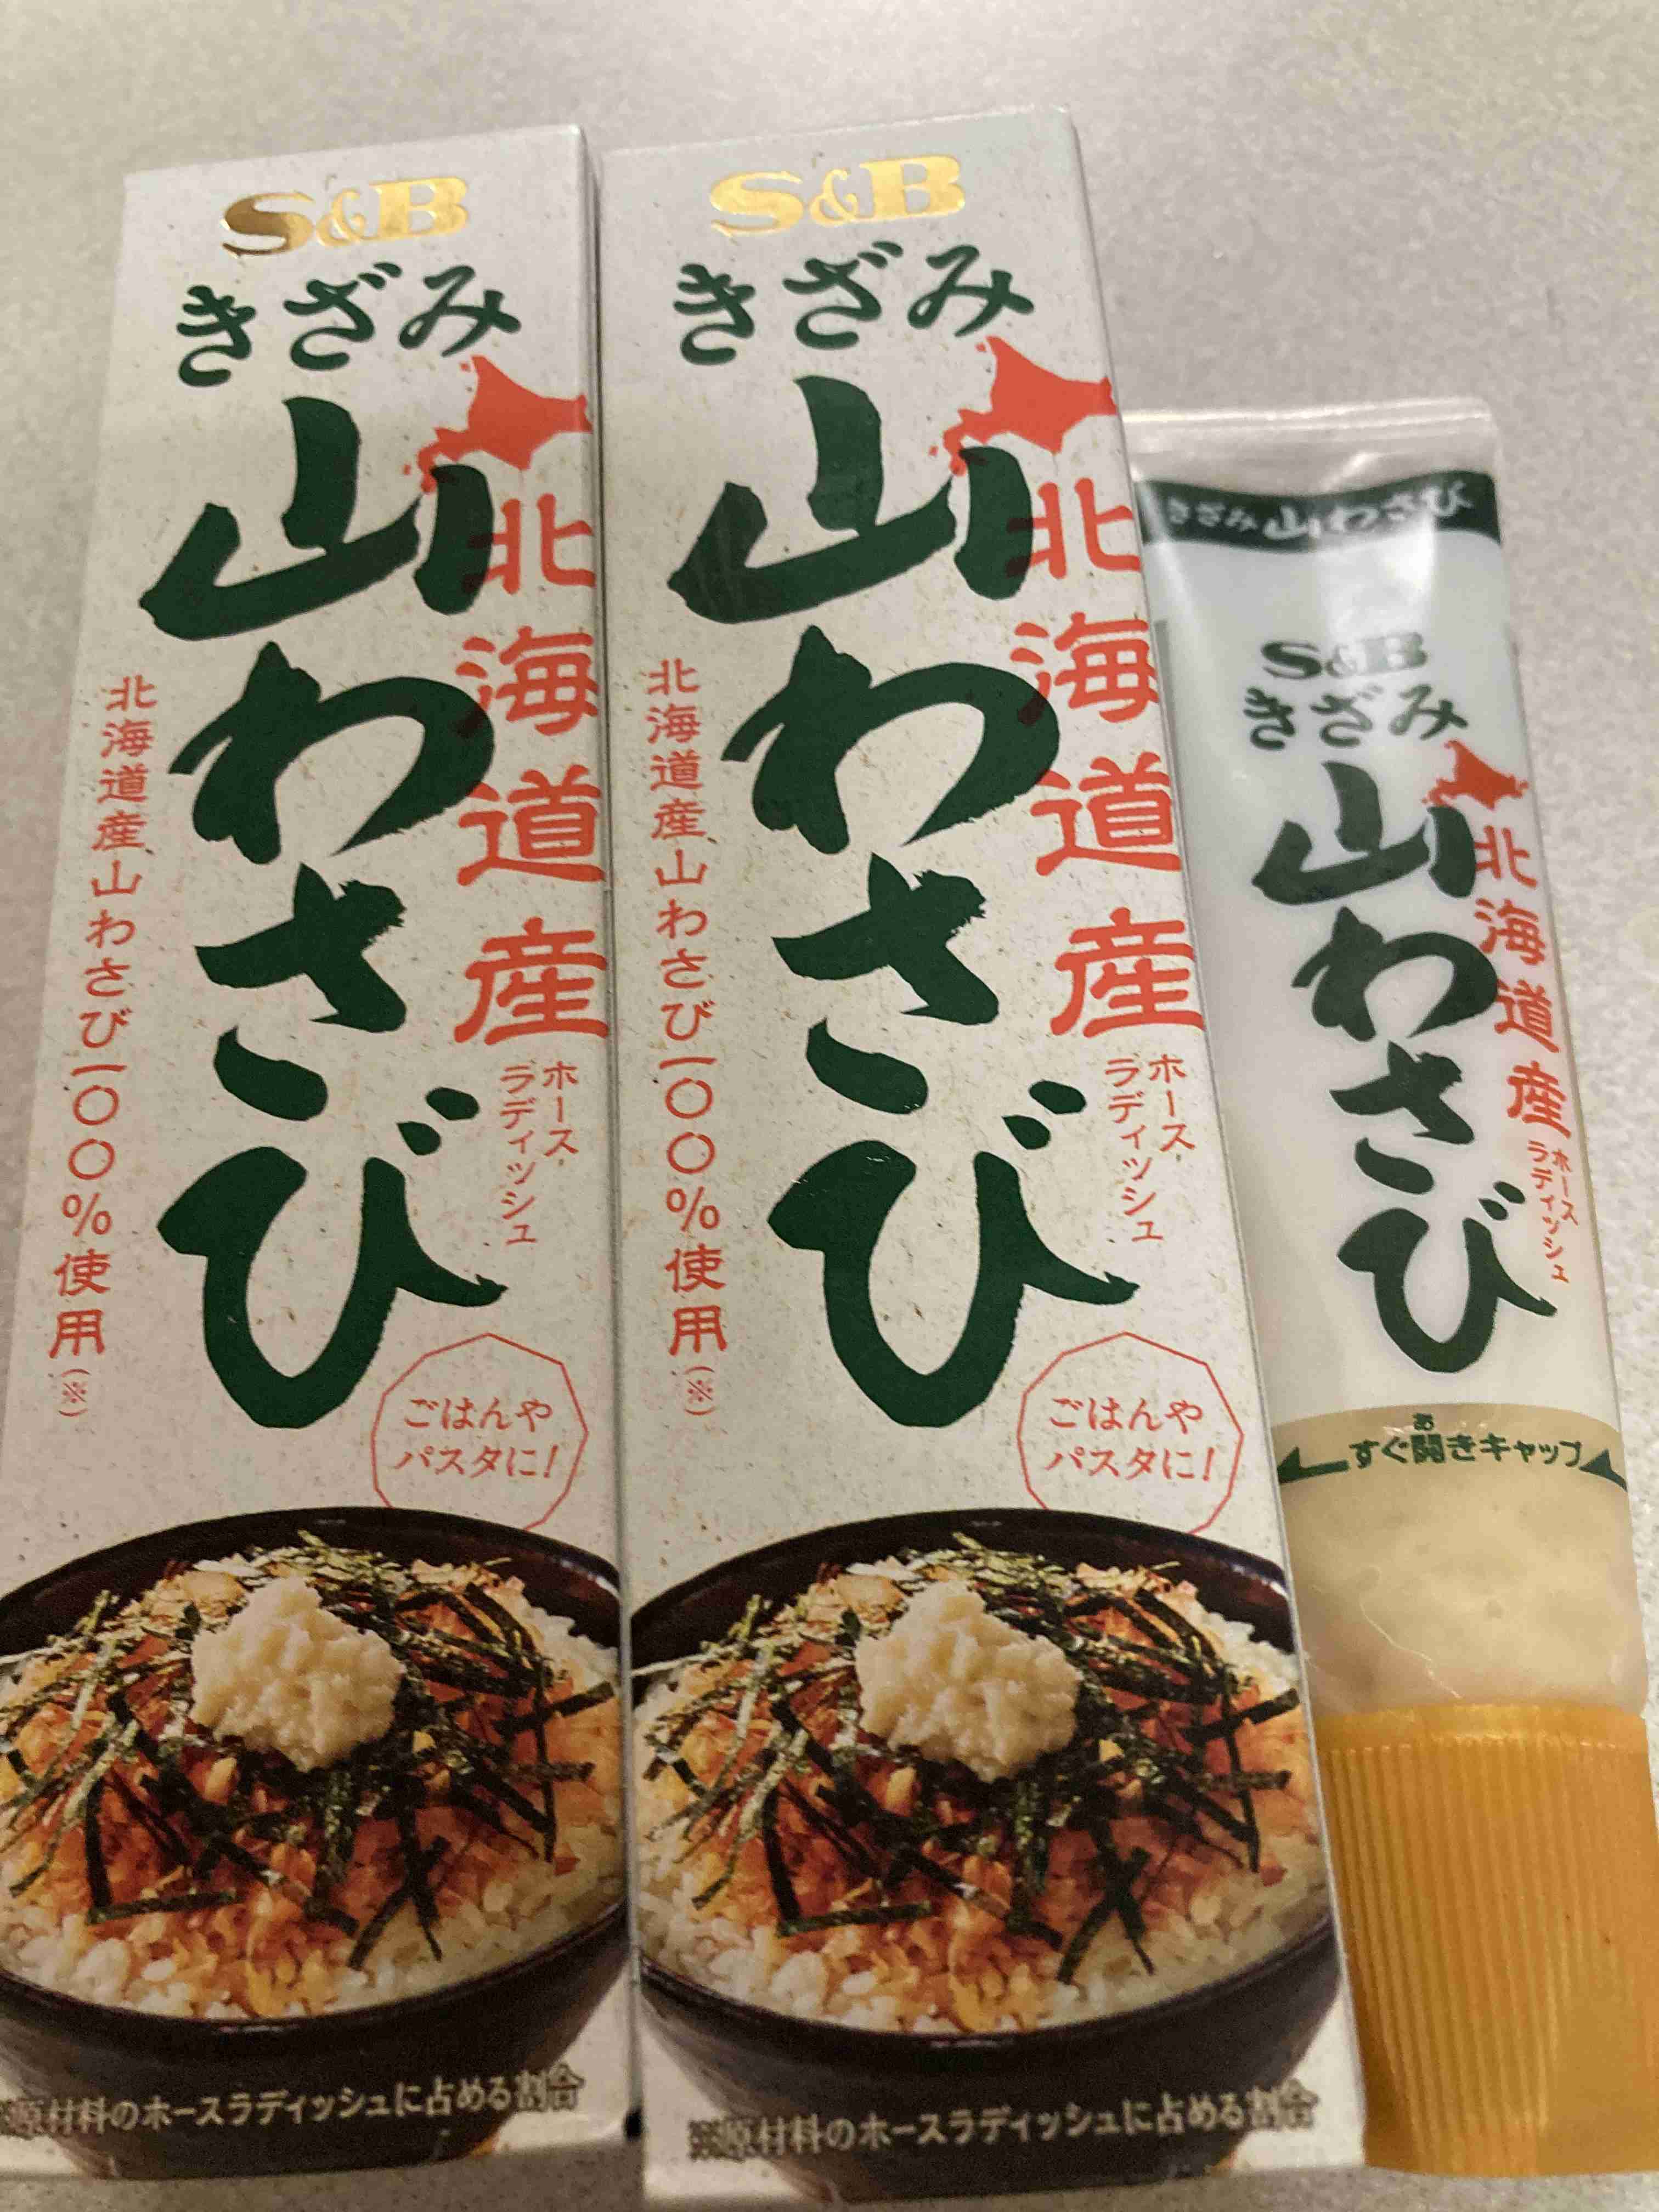 S&B
きざみ
山わさび
北海道産
ホース
ラディッシュ
北海道産山わさび一〇〇%使用(※)
ごはんや
パスタに!
※原材料のホースラディッシュに占める割合
S&B
きざみ
山わさび
北海道産
ホース
ラディッシュ
北海道産山わさび一〇〇%使用(※)
ごはんや
パスタに!
※原材料のホースラディッシュに占める割合
きざみ山わさび
S&B
きざみ
山わさび
北海道産
ホース
ラディッシュ
お
すぐ開きキャップ